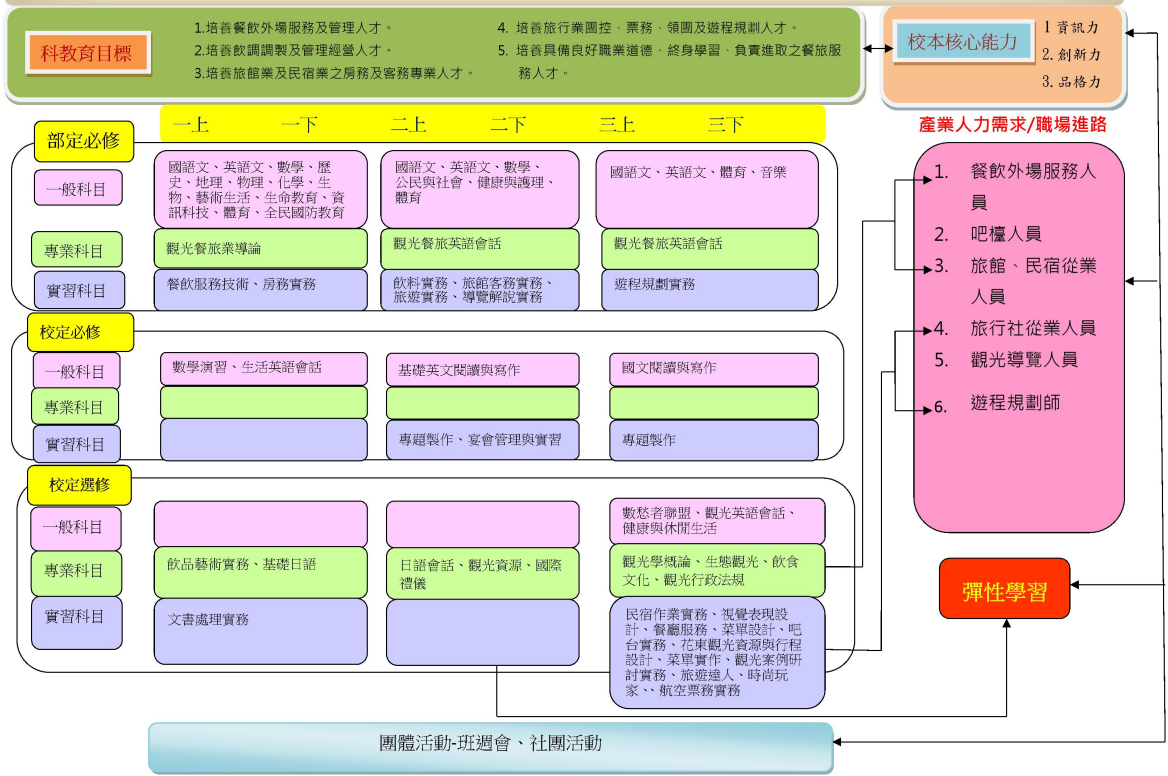 科教育目標
1.培養餐飲外場服務及管理人才。
2.培養飲調調製及管理經營人才。
3.培養旅館業及民宿業之房務及客務專業人才。
4. 培養旅行業團控、票務、領團及遊程規劃人才。
5. 培養具備良好職業道德、終身學習、負責進取之餐旅服
務人才。
校本核心能力
1 資訊力
2. 創新力
3. 品格力
一上
一下
二上
二下
三上
三下
部定必修
一般科目
國語文、英語文、數學、歷
史、地理、物理、化學、生
物、藝術生活、生命教育、資
訊科技、體育、全民國防教育
國語文、英語文、數學、
公民與社會、健康與護理、
體育
國語文、英語文、體育、音樂
專業科目
觀光餐旅業導論
觀光餐旅英語會話
觀光餐旅英語會話
實習科目
餐飲服務技術、房務實務
飲料實務、旅館客務實務、
旅遊實務、導覽解說實務
遊程規劃實務
校定必修
一般科目
數學演習、生活英語會話
基礎英文閱讀與寫作
國文閱讀與寫作
專業科目
實習科目
專題製作、宴會管理與實習
專題製作
校定選修
一般科目
數愁者聯盟、觀光英語會話、
健康與休閒生活
專業科目
飲品藝術實務、基礎日語
日語會話、觀光資源、國際
禮儀
觀光學概論、生態觀光、飲食
文化、觀光行政法規
實習科目
文書處理實務
民宿作業實務、視覺表現設
計、餐廳服務、菜單設計、吧
台實務、花東觀光資源與行程
設計、菜單實作、觀光案例研
討實務、旅遊達人、時尚玩
家、、航空票務實務
產業人力需求/職場進路
1. 餐飲外場服務人
員
2. 吧檯人員
3. 旅館、民宿從業
人員
4. 旅行社從業人員
5. 觀光導覽人員
6. 遊程規劃師
彈性學習
團體活動-班週會、社團活動